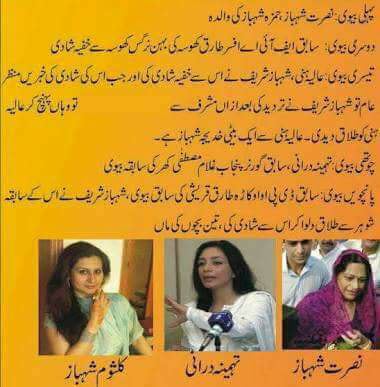 پہلی بیوی: نصرت شہباز، حمزہ شہباز کی والدہ
دوسری بیوی: سابق ایف آئی اے افسر طارق کھوسہ کی بہن نرگس کھوسہ سے خفیہ شادی
تیسری بیوی: عالیہ ہنی، شہباز شریف نے اس سے خفیہ شادی کی اور جب اس کی شادی کی خبریں منظر
عام تو شہباز شریف نے تردید کی بعد ازاں مشرف سے تو وہاں پہنچ کر عالیہ
ہنی کو طلاق دیدی۔ عالیہ ہنی سے ایک بیٹی خدیجہ شہباز ہے۔
چوتھی بیوی: تہمینہ درانی، سابق گورنر پنجاب غلام مصطفی کھر کی سابقہ بیوی
پانچویں بیوی: سابق ڈی پی او اوکاڑہ طارق قریشی کی سابق بیوی، شہباز شریف نے اس کے سابقہ
شوہر سے طلاق دلوا کر اس سے شادی کی، تین بچوں کی ماں
نصرت شہباز
تہمینہ درانی
کلثوم شہباز